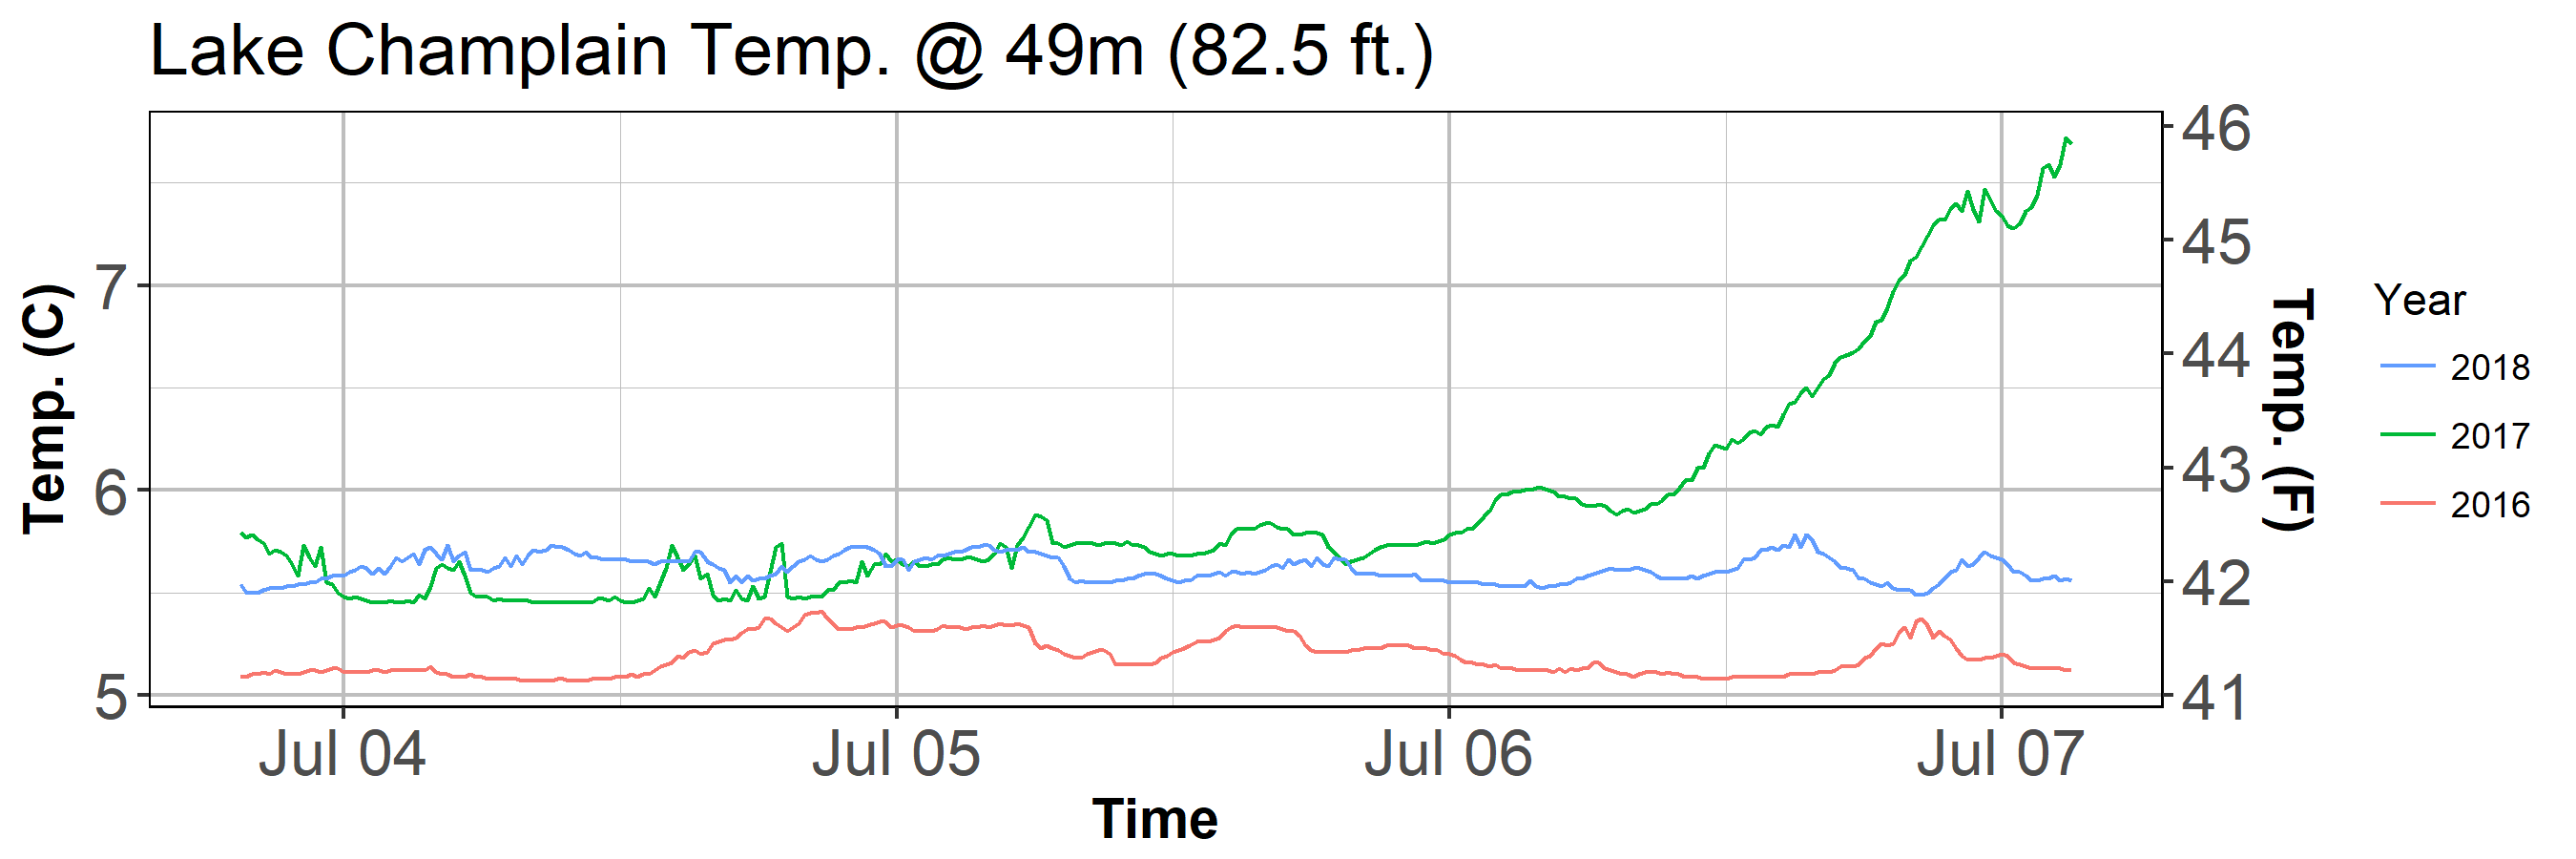 Lake Champlain Temp. @ 49m (82.5 ft.)
Temp. (C)
7
6
5
46
45
44
43
42
41
Temp. (F)
Jul 04
Jul 05
Jul 06
Jul 07
Time
Year
2018
2017
2016